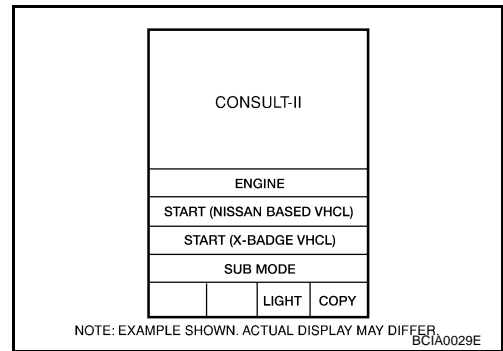 CONSULT-II
ENGINE
START (NISSAN BASED VHCL)
START (X-BADGE VHCL)
SUB MODE
LIGHT COPY
NOTE: EXAMPLE SHOWN. ACTUAL DISPLAY MAY DIFFER.
BCIA0029E